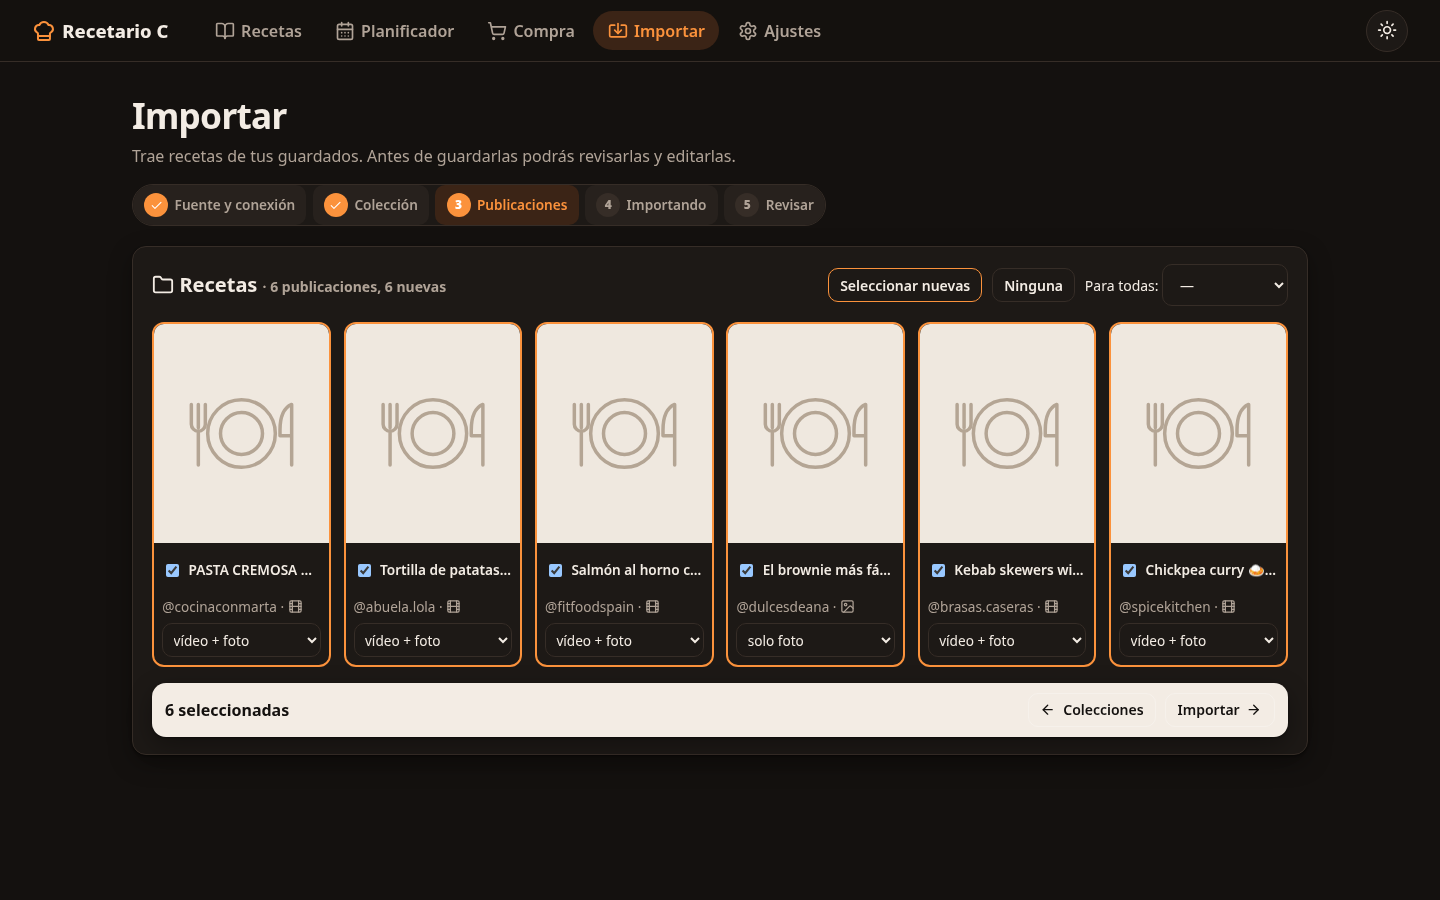 Recetario C
Recetas
Planificador
Compra
Importar
Ajustes
Importar
Trae recetas de tus guardados. Antes de guardarlas podrás revisarlas y editarlas.
Fuente y conexión
Colección
3 Publicaciones
4 Importando
5 Revisar
Recetas · 6 publicaciones, 6 nuevas
Seleccionar nuevas
Ninguna
Para todas: —
PASTA CREMOSA ...
@cocinaconmarta ·
vídeo + foto
Tortilla de patatas...
@abuela.lola ·
vídeo + foto
Salmón al horno c...
@fitfoodspain ·
vídeo + foto
El brownie más fá...
@dulcesdeana ·
solo foto
Kebab skewers wi...
@brasas.caseras ·
vídeo + foto
Chickpea curry 🍛...
@spicekitchen ·
vídeo + foto
6 seleccionadas
← Colecciones
Importar →